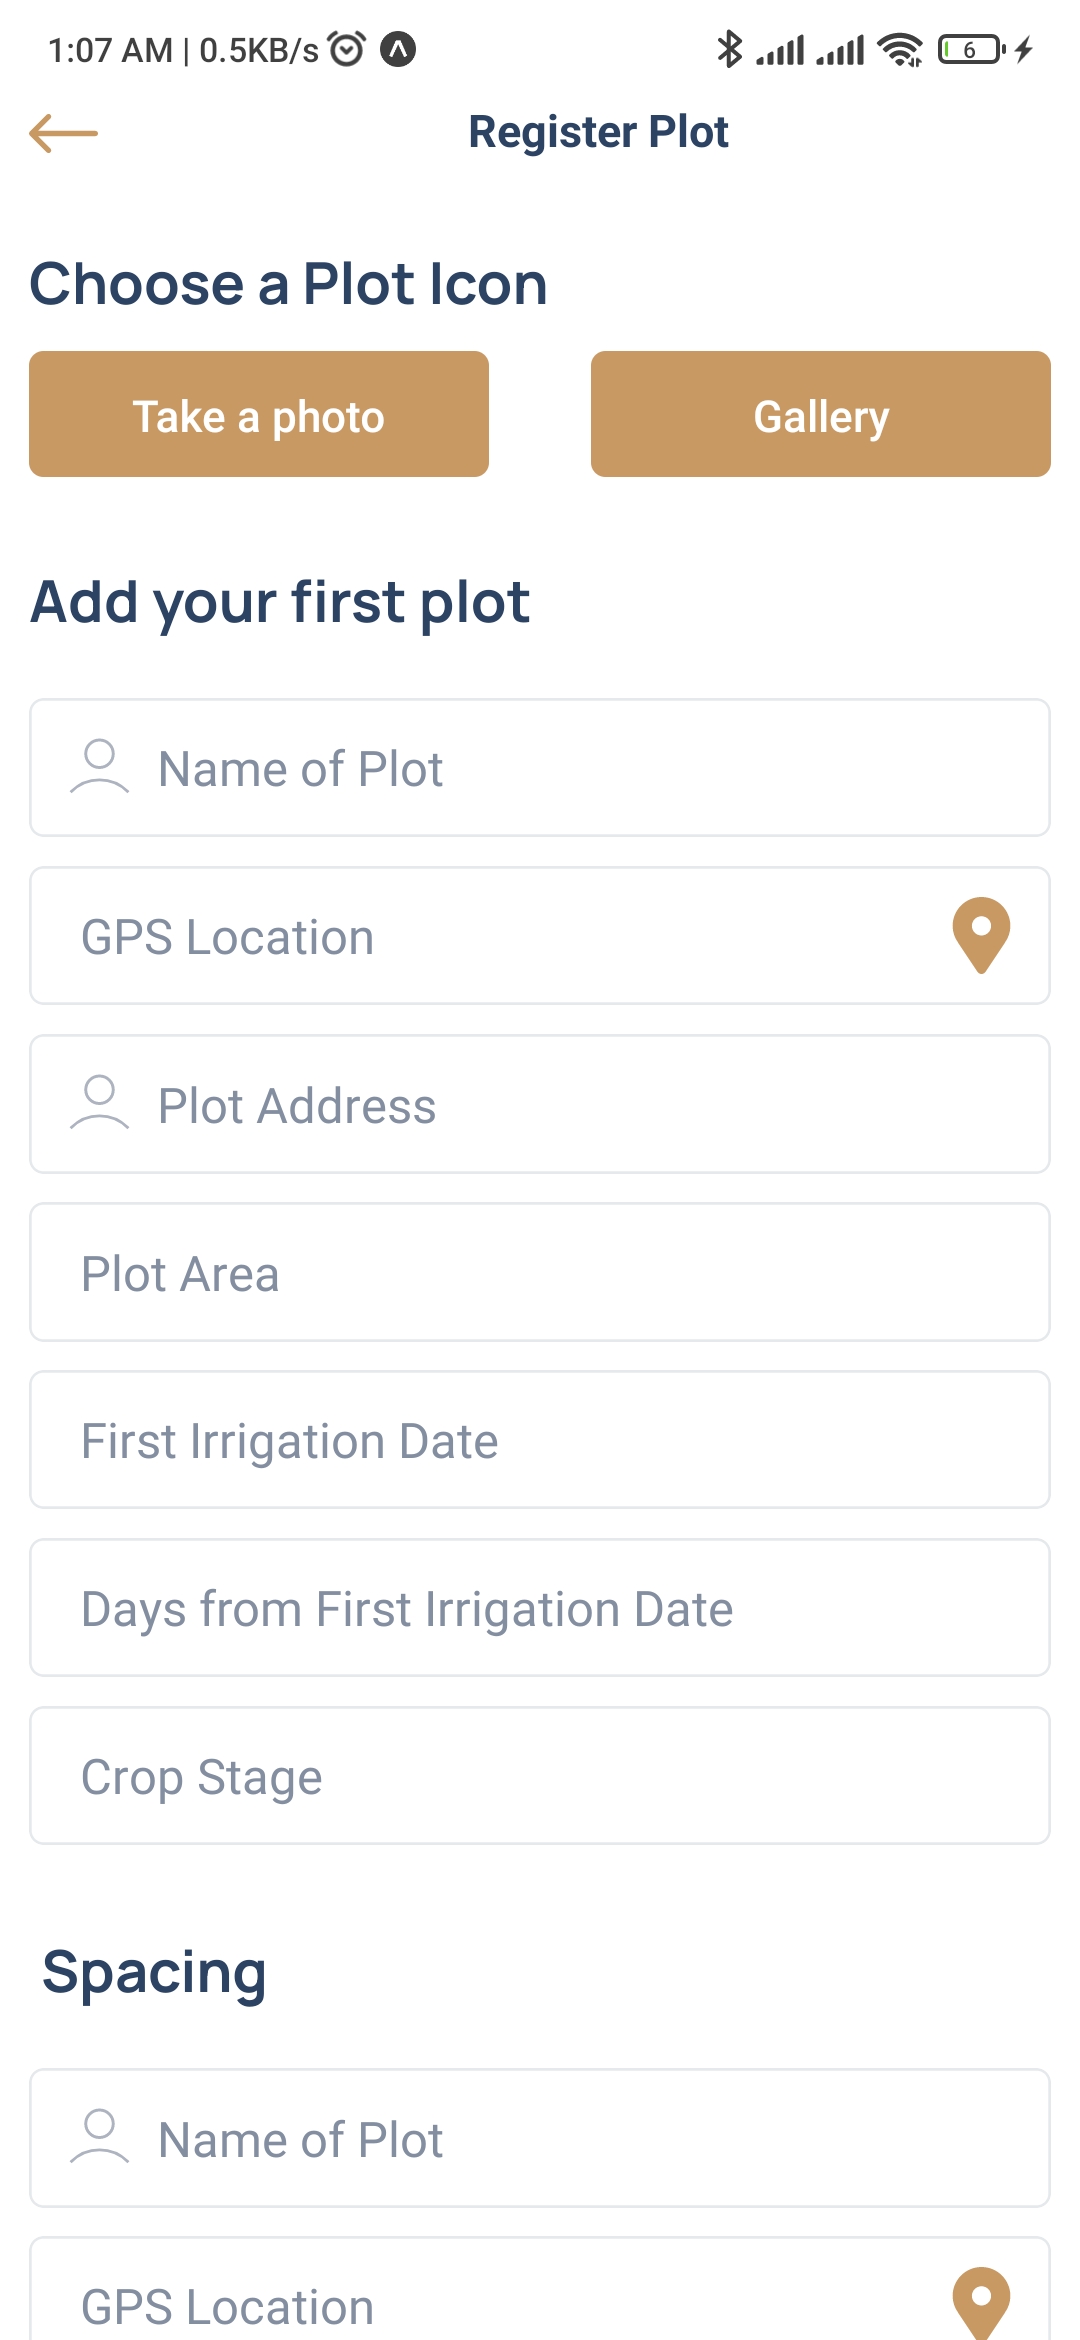 1:07 AM | 0.5KB/s 6
Register Plot
Choose a Plot Icon
Take a photo Gallery
Add your first plot
Name of Plot
GPS Location
Plot Address
Plot Area
First Irrigation Date
Days from First Irrigation Date
Crop Stage
Spacing
Name of Plot
GPS Location